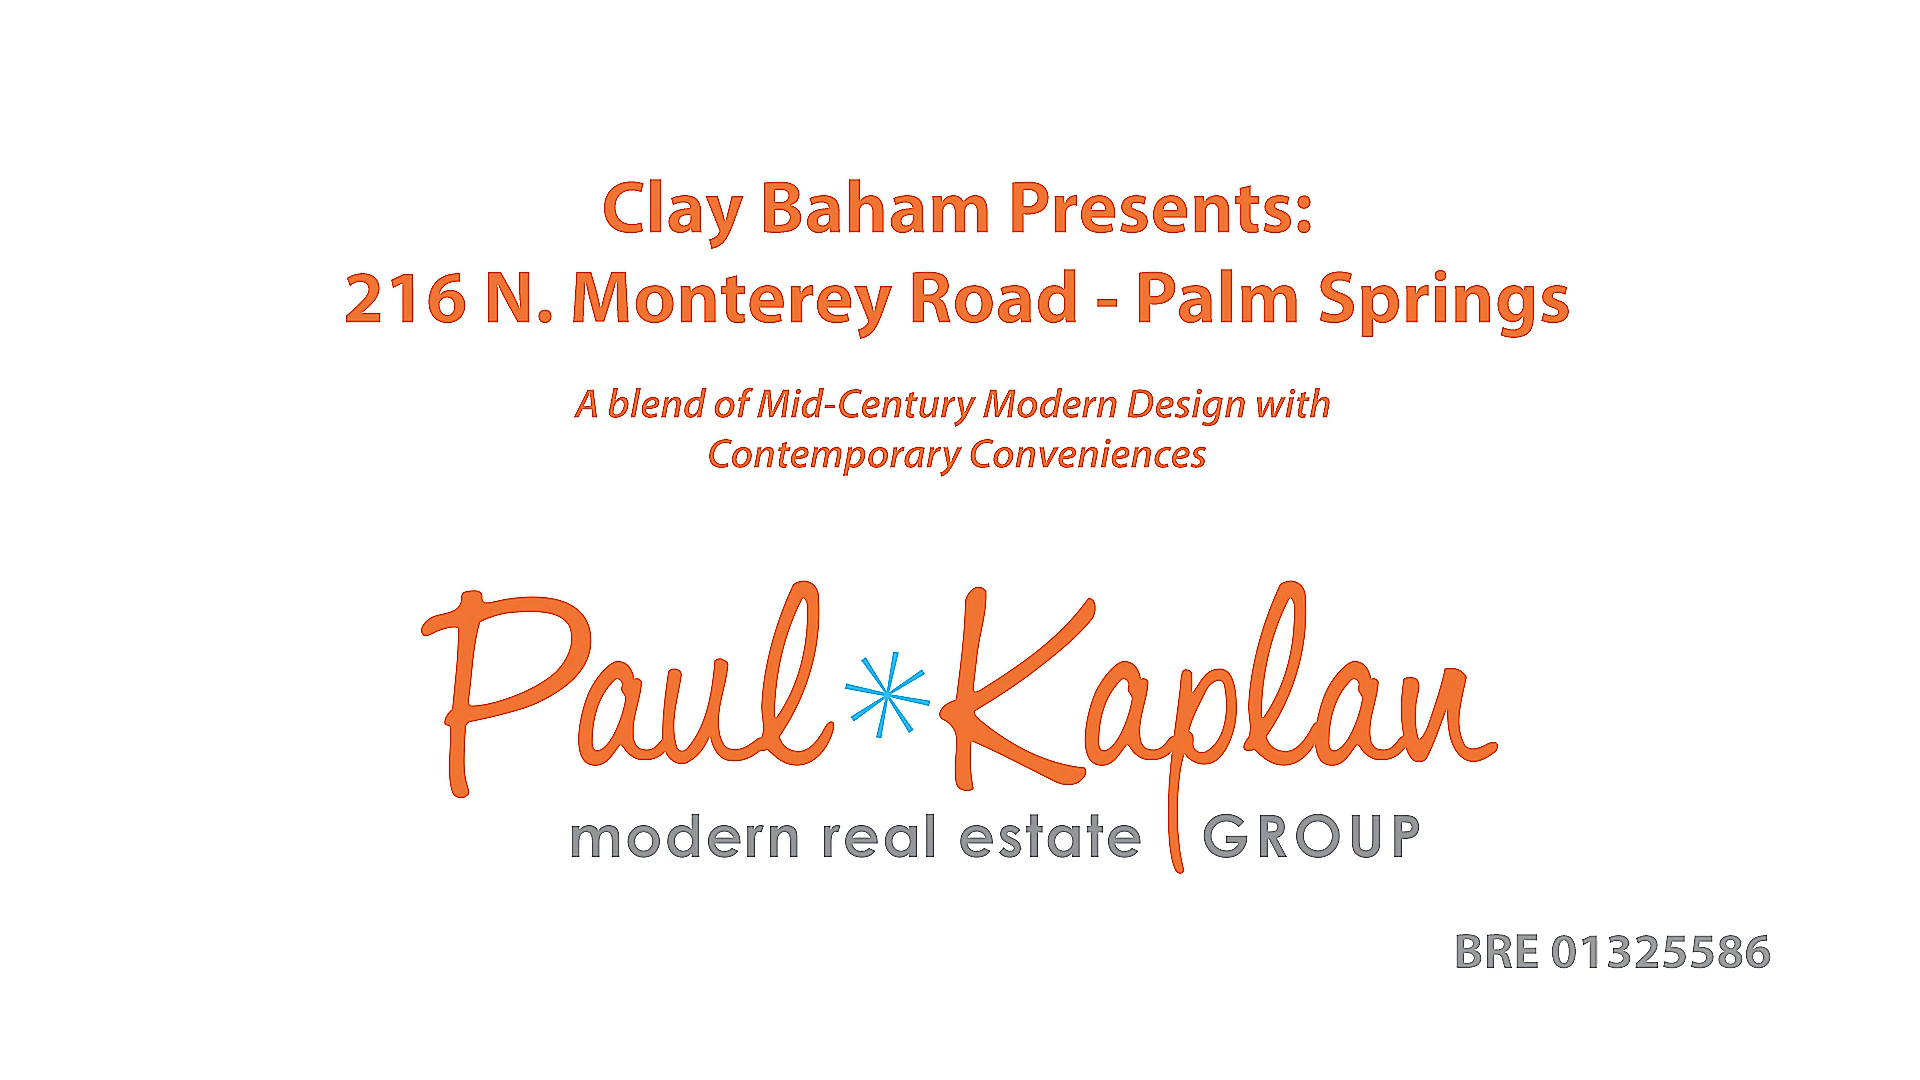 Clay Baham Presents:
216 N. Monterey Road - Palm Springs
A blend of Mid-Century Modern Design with
Contemporary Conveniences
Paul Kaplan
modern real estate GROUP
BRE 01325586